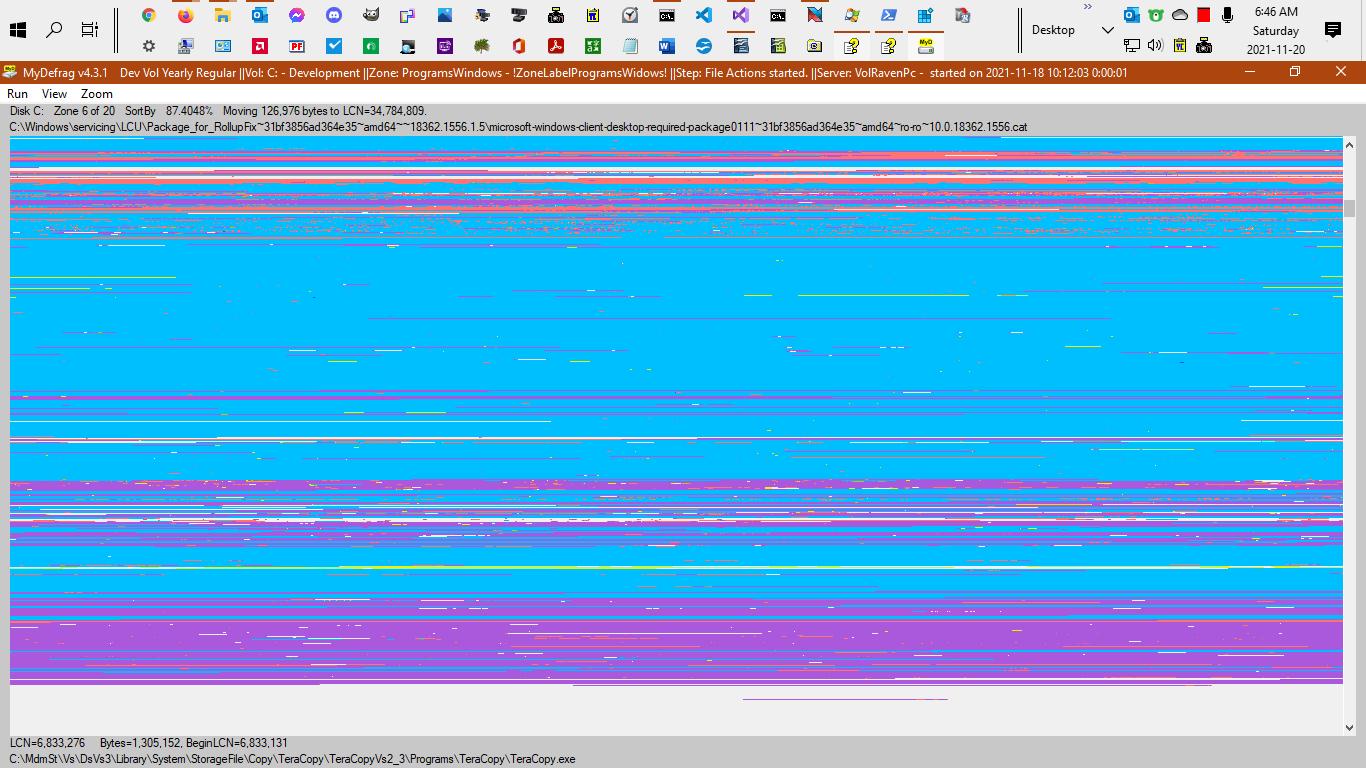 Desktop
»
6:46 AM
Saturday
2021-11-20
MyDefrag v4.3.1 Dev Vol Yearly Regular ||Vol: C: - Development ||Zone: ProgramsWindows - !ZoneLabelProgramsWindows! ||Step: File Actions started. ||Server: VolRavenPc - started on 2021-11-18 10:12:03 0:00:01
Run View Zoom
Disk C: Zone 6 of 20 SortBy 87.4048% Moving 126,976 bytes to LCN=34,784,809.
C:\Windows\servicing\LCU\Package_for_RollupFix~31bf3856ad364e35~amd64~~18362.1556.1.5\microsoft-windows-client-desktop-required-package0111~31bf3856ad364e35~amd64~ro-ro~10.0.18362.1556.cat
LCN=6,833,276 Bytes=1,305,152, BeginLCN=6,833,131
C:\MdmSt\Vs\DsVs3\Library\System\StorageFile\Copy\TeraCopy\TeraCopyVs2_3\Programs\TeraCopy\TeraCopy.exe